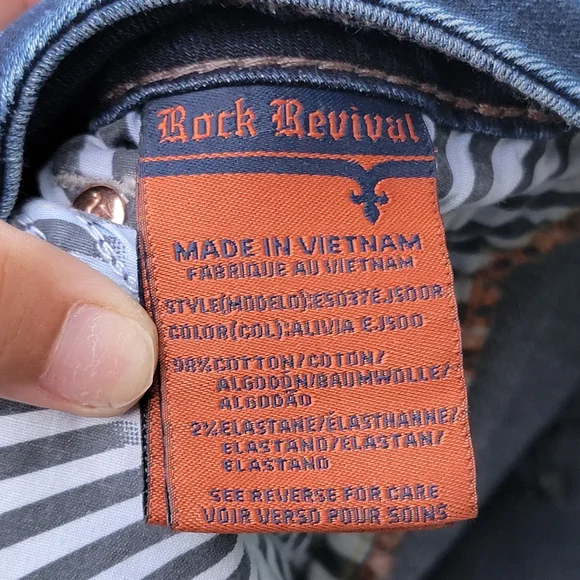 Rock Revival
MADE IN VIETNAM
FABRIQUE AU VIETNAM
STYLE(MODELO):ES037EJ500R
COLOR(COL):ALIVIA EJ500
98%COTTON/COTON/
ALGODÓN/BAUMWOLLE/
ALGODÃO
2%ELASTANE/ÉLASTHANNE/
ELASTANO/ELASTAN/
ELASTANO
SEE REVERSE FOR CARE
VOIR VERSO POUR SOINS